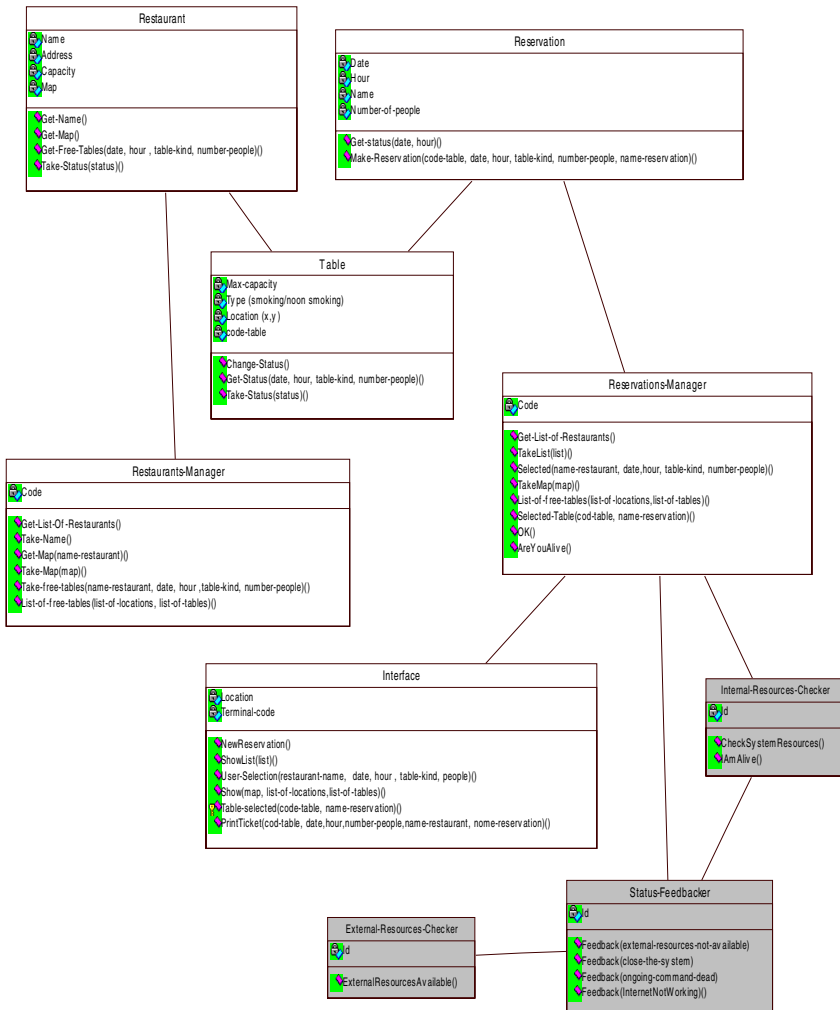 Restaurant
Name
Address
Capacity
Map
Get-Name()
Get-Map()
Get-Free-Tables(date, hour , table-kind, number-people)()
Take-Status(status)()
Reservation
Date
Hour
Name
Number-of-people
Get-status(date, hour)()
Make-Reservation(code-table, date, hour, table-kind, number-people, name-reservation)()
Table
Max-capacity
Type (smoking/noon smoking)
Location (x,y)
code-table
Change-Status()
Get-Status(date, hour, table-kind, number-people)()
Take-Status(status)()
Reservations-Manager
Code
Get-List-of-Restaurants()
TakeList(list)()
Selected(name-restaurant, date,hour, table-kind, number-people)()
TakeMap(map)()
List-of-free-tables(list-of-locations,list-of-tables)()
Selected-Table(cod-table, name-reservation)()
OK()
AreYouAlive()
Restaurants-Manager
Code
Get-List-Of-Restaurants()
Take-Name()
Get-Map(name-restaurant)()
Take-Map(map)()
Take-free-tables(name-restaurant, date, hour ,table-kind, number-people)()
List-of-free-tables(list-of-locations, list-of-tables)()
Interface
Location
Terminal-code
NewReservation()
ShowList(list)()
User-Selection(restaurant-name, date, hour , table-kind, people)()
Show(map, list-of-locations,list-of-tables)()
Table-selected(code-table, name-reservation)()
PrintTicket(cod-table, date,hour,number-people,name-restaurant, nome-reservation)()
Internal-Resources-Checker
Id
CheckSystemResources()
IAmAlive()
Status-Feedbacker
Id
Feedback(external-resources-not-available)
Feedback(close-the-system)
Feedback(ongoing-command-dead)
Feedback(InternetNotWorking)()
External-Resources-Checker
Id
ExternalResourcesAvailable()